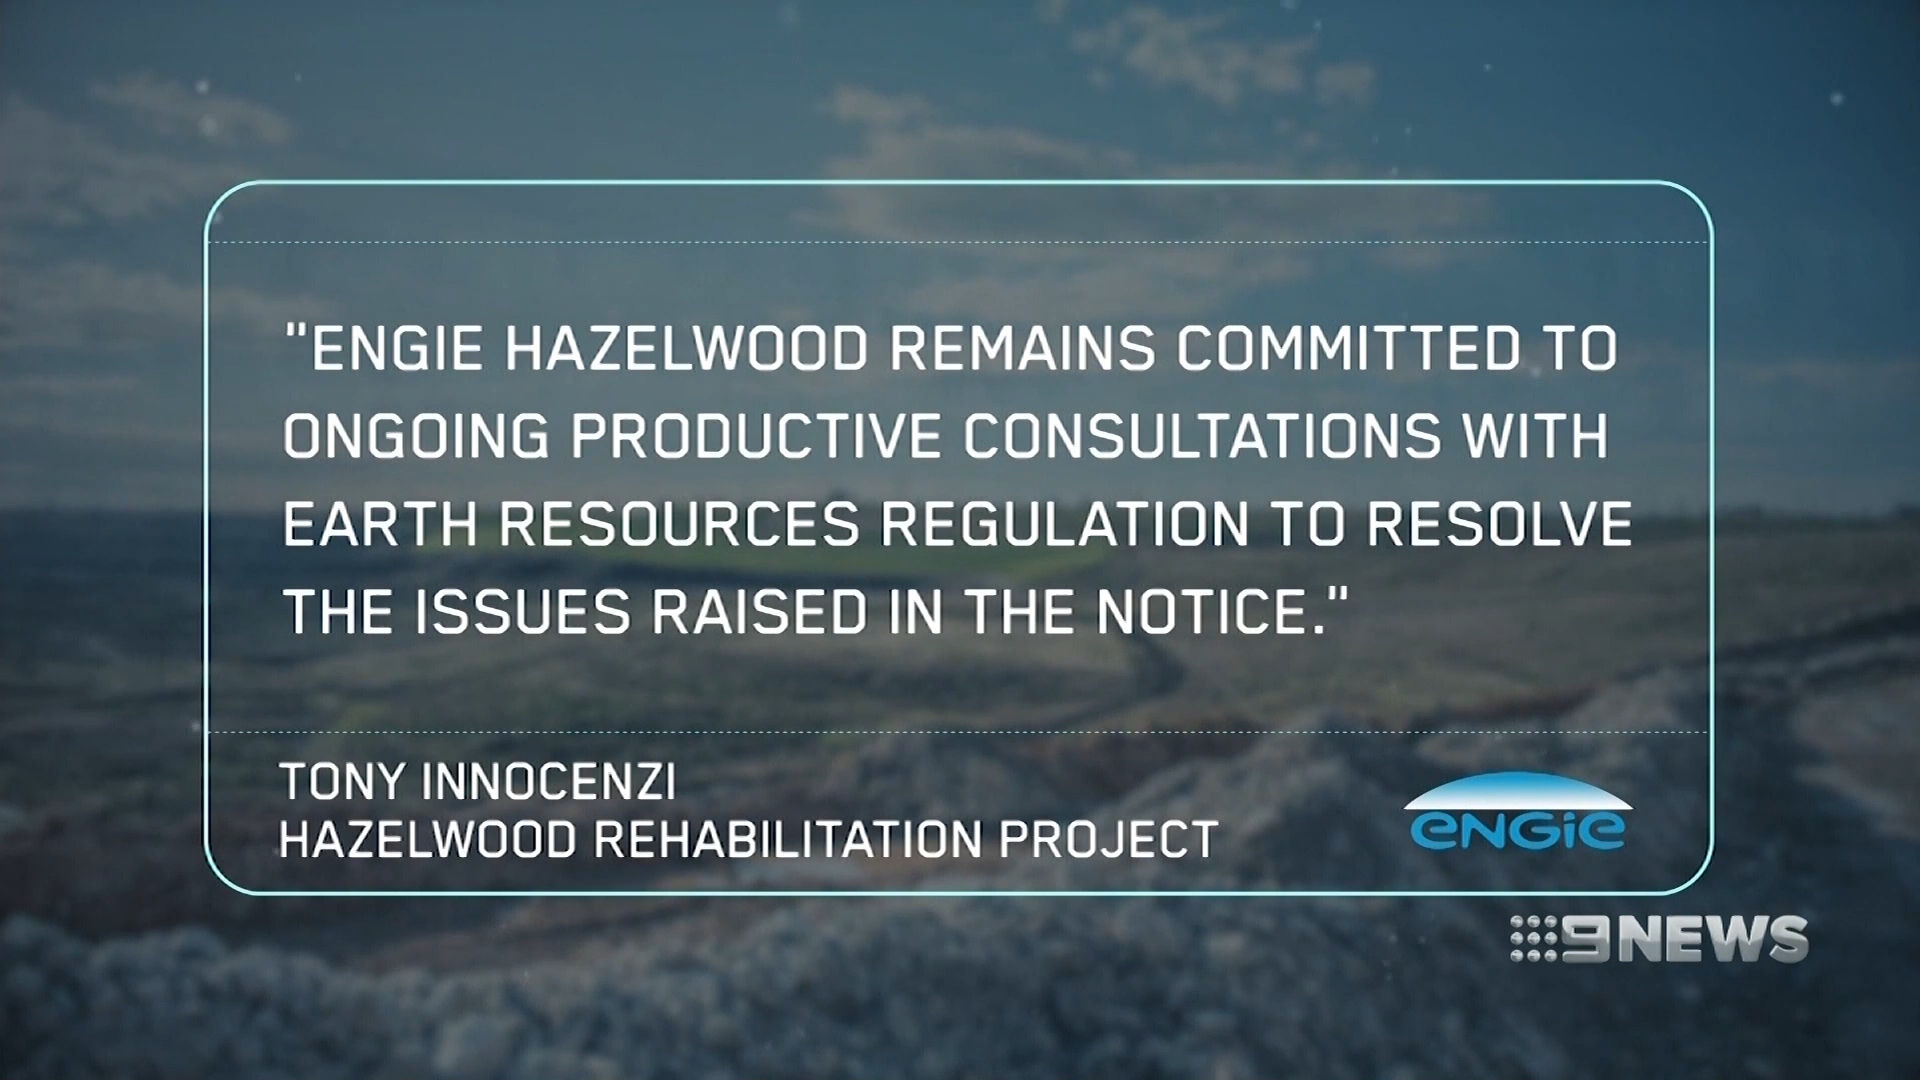 "ENGIE HAZELWOOD REMAINS COMMITTED TO
ONGOING PRODUCTIVE CONSULTATIONS WITH
EARTH RESOURCES REGULATION TO RESOLVE
THE ISSUES RAISED IN THE NOTICE."
TONY INNOCENZI
HAZELWOOD REHABILITATION PROJECT
ENGIE
9NEWS